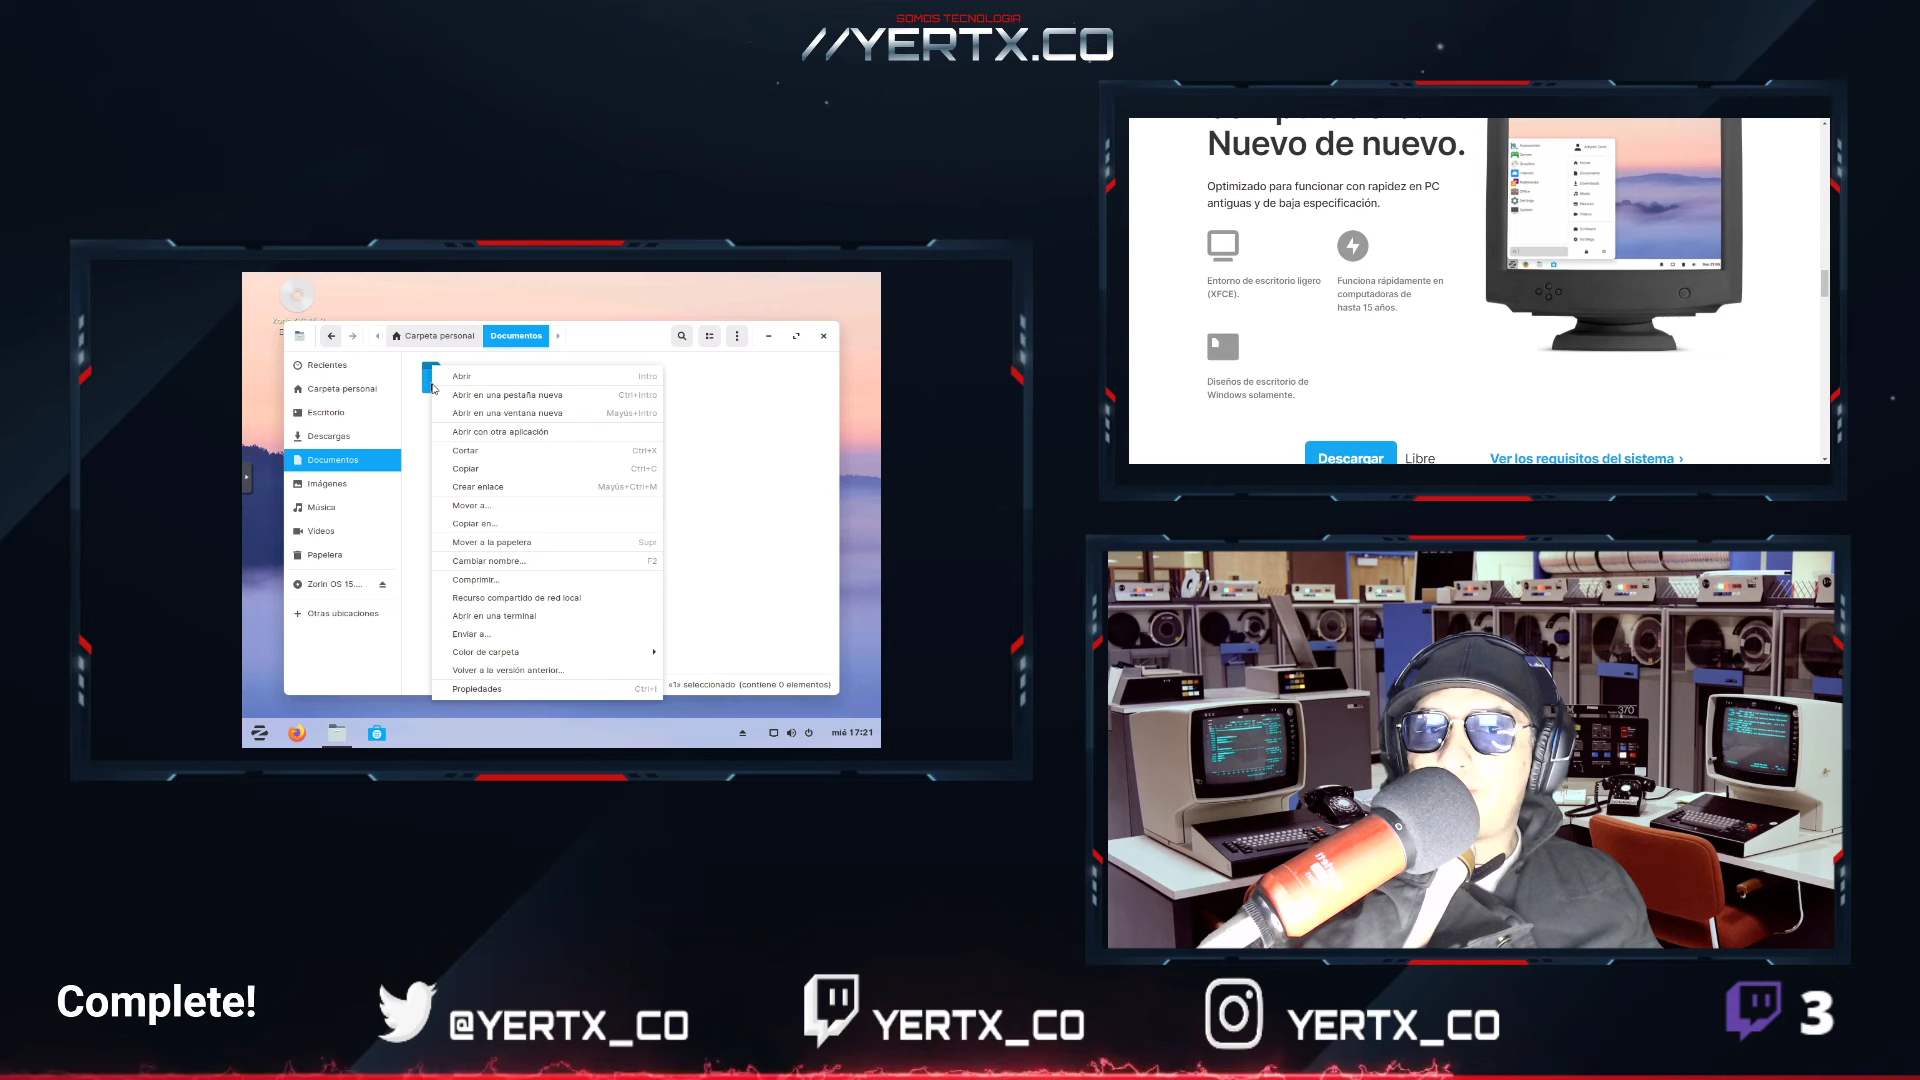 SOMOS TECNOLOGIA
//YERTX.CO
Nuevo de nuevo.
Optimizado para funcionar con rapidez en PC
antiguas y de baja especificación.
Entorno de escritorio ligero
(XFCE).
Funciona rápidamente en
computadoras de
hasta 15 años.
Diseños de escritorio de
Windows solamente.
Descargar
Libre
Ver los requisitos del sistema ›
Carpeta personal
Documentos
Recientes
Carpeta personal
Escritorio
Descargas
Documentos
Imágenes
Música
Vídeos
Papelera
Zorin OS 15....
Otras ubicaciones
Abrir Intro
Abrir en una pestaña nueva Ctrl+Intro
Abrir en una ventana nueva Mayús+Intro
Abrir con otra aplicación
Cortar Ctrl+X
Copiar Ctrl+C
Crear enlace Mayús+Ctrl+M
Mover a...
Copiar en...
Mover a la papelera Supr
Cambiar nombre... F2
Comprimir...
Recurso compartido de red local
Abrir en una terminal
Enviar a...
Color de carpeta
Volver a la versión anterior...
Propiedades Ctrl+I
«1» seleccionado (contiene 0 elementos)
mié 17:21
370
Complete!
@YERTX_CO
YERTX_CO
YERTX_CO
3